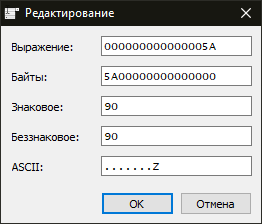 Редактирование
Выражение: 000000000000005A
Байты: 5A00000000000000
Знаковое: 90
Беззнаковое: 90
ASCII: .......Z
OK Отмена